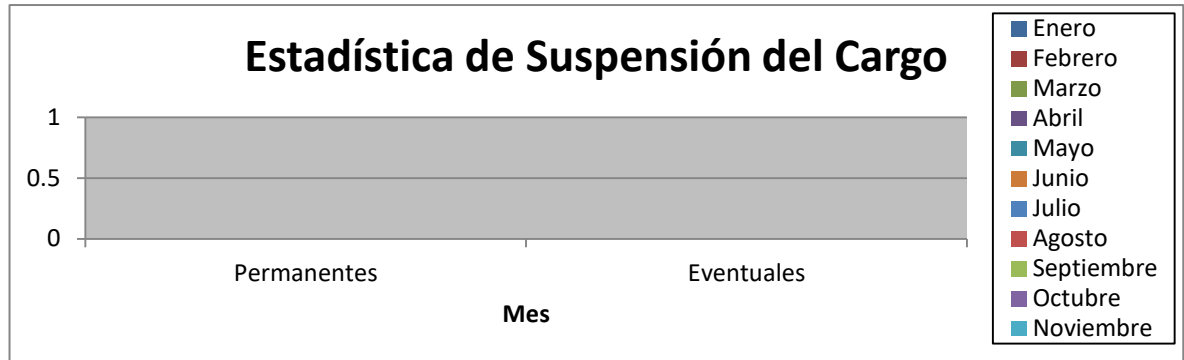 Estadística de Suspensión del Cargo
1
0.5
0
Permanentes
Eventuales
Mes
Enero
Febrero
Marzo
Abril
Mayo
Junio
Julio
Agosto
Septiembre
Octubre
Noviembre